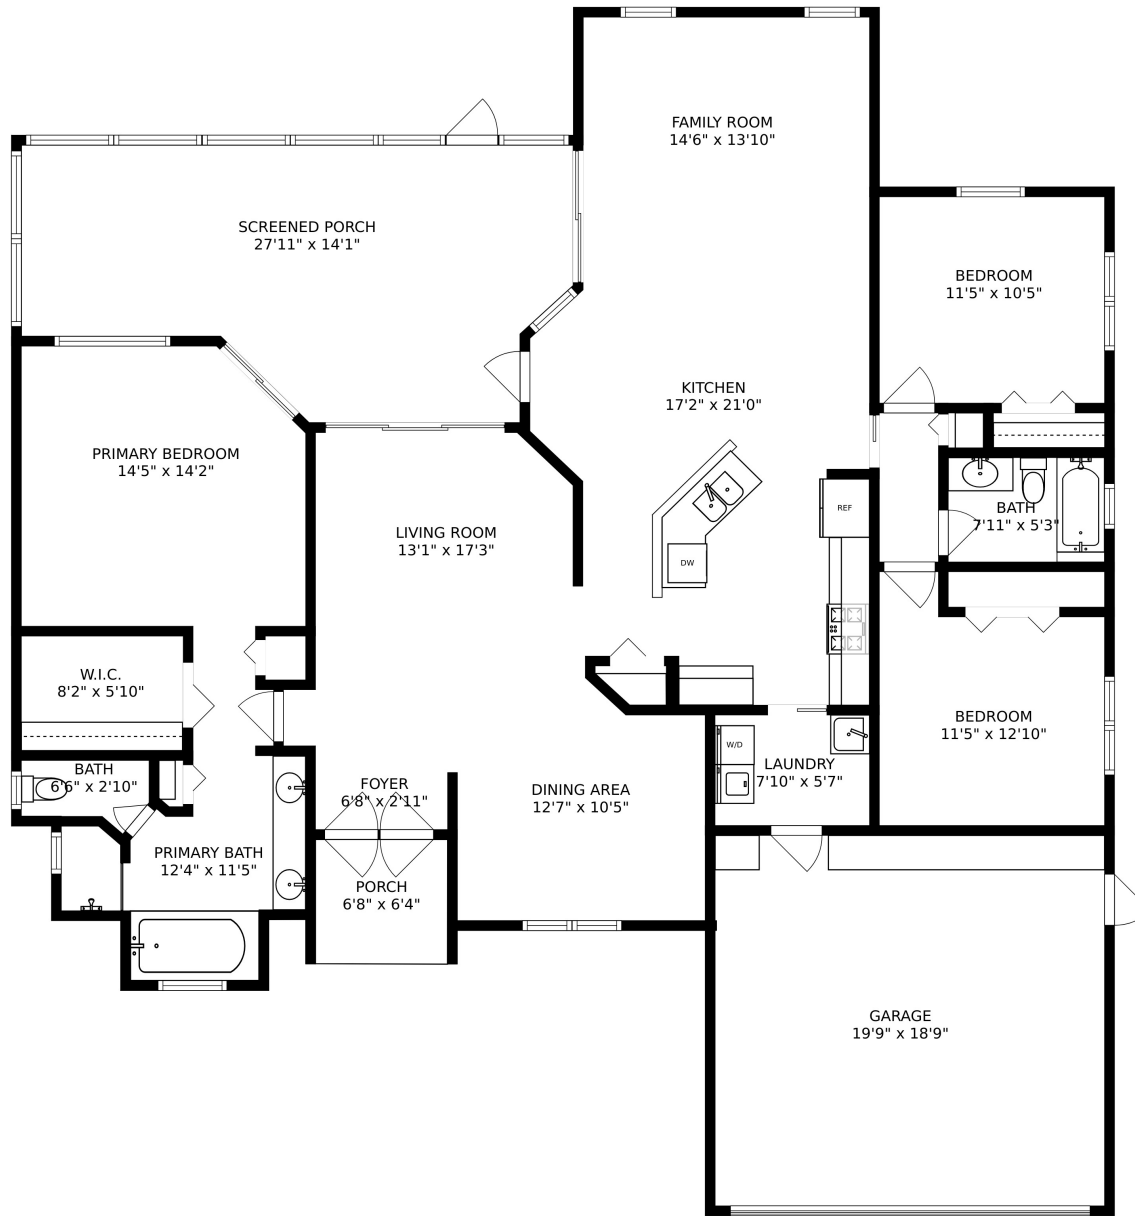 FAMILY ROOM
14'6" x 13'10"
SCREENED PORCH
27'11" x 14'1"
BEDROOM
11'5" x 10'5"
KITCHEN
17'2" x 21'0"
PRIMARY BEDROOM
14'5" x 14'2"
LIVING ROOM
13'1" x 17'3"
REF
BATH
7'11" x 5'3"
DW
W.I.C.
8'2" x 5'10"
BEDROOM
11'5" x 12'10"
W/D
LAUNDRY
7'10" x 5'7"
BATH
6'6" x 2'10"
FOYER
6'8" x 2'11"
DINING AREA
12'7" x 10'5"
PRIMARY BATH
12'4" x 11'5"
PORCH
6'8" x 6'4"
GARAGE
19'9" x 18'9"